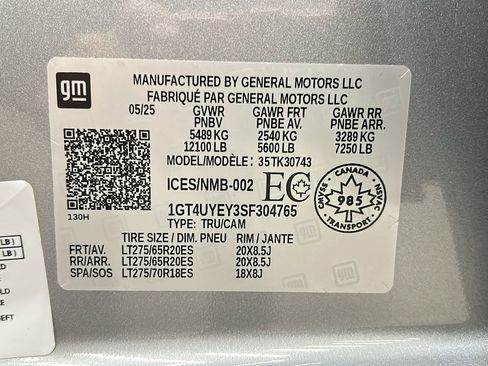 gm
MANUFACTURED BY GENERAL MOTORS LLC
FABRIQUÉ PAR GENERAL MOTORS LLC
05/25 GVWR GAWR FRT GAWR RR
PNBV PNBE AV. PNBE ARR.
5489 KG 2540 KG 3289 KG
12100 LB 5600 LB 7250 LB
MODEL/MODÈLE: 35TK30743
ICES/NMB-002 EC CANADA 985 TRANS
1GT4UYEY3SF304765
130H
TYPE: TRU/CAM
TIRE SIZE / DIM. PNEU RIM / JANTE
FRT/AV. LT275/65R20ES 20X8.5J
RR/ARR. LT275/65R20ES 20X8.5J
SPA/SOS LT275/70R18ES 18X8J
LB)
LB)